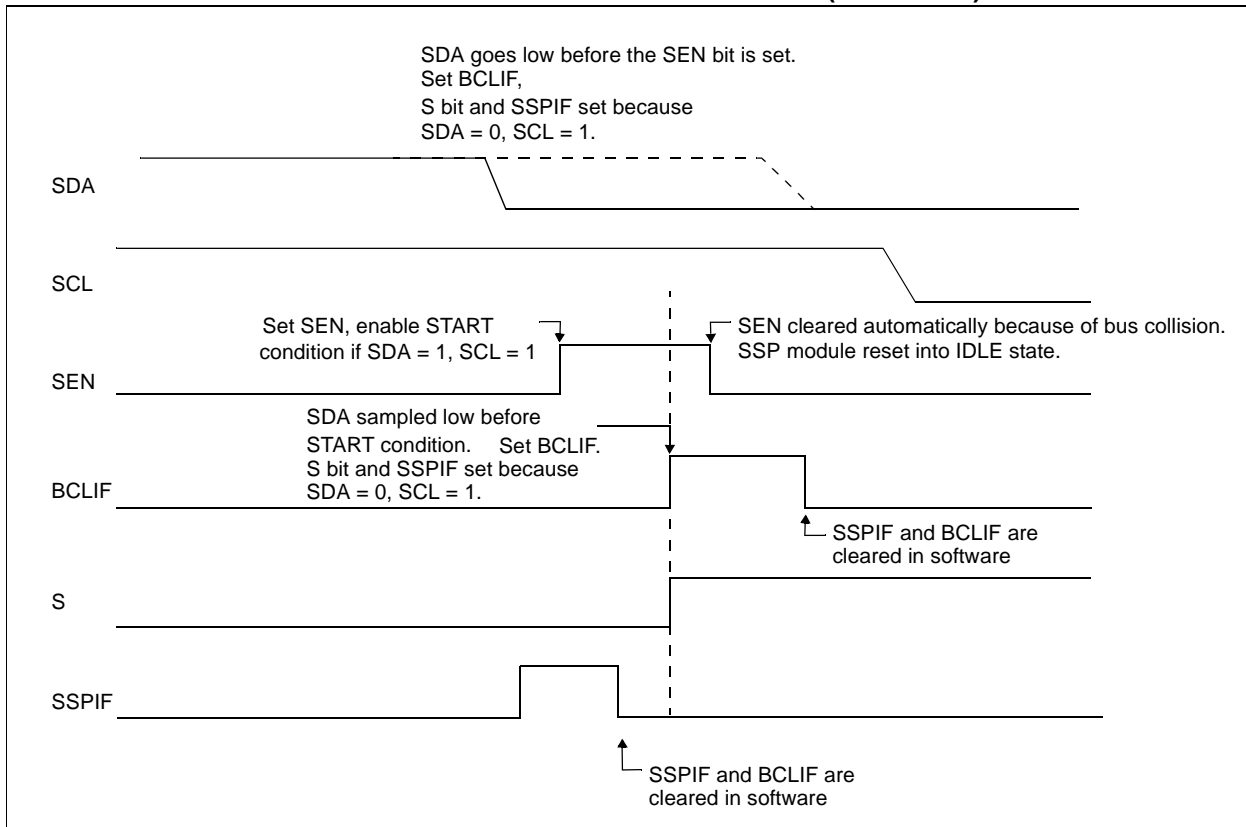 SDA goes low before the SEN bit is set.
Set BCLIF,
S bit and SSPIF set because
SDA = 0, SCL = 1.
SDA
SCL
Set SEN, enable START
condition if SDA = 1, SCL = 1
SEN cleared automatically because of bus collision.
SSP module reset into IDLE state.
SEN
SDA sampled low before
START condition. Set BCLIF.
S bit and SSPIF set because
SDA = 0, SCL = 1.
BCLIF
SSPIF and BCLIF are
cleared in software
S
SSPIF
SSPIF and BCLIF are
cleared in software